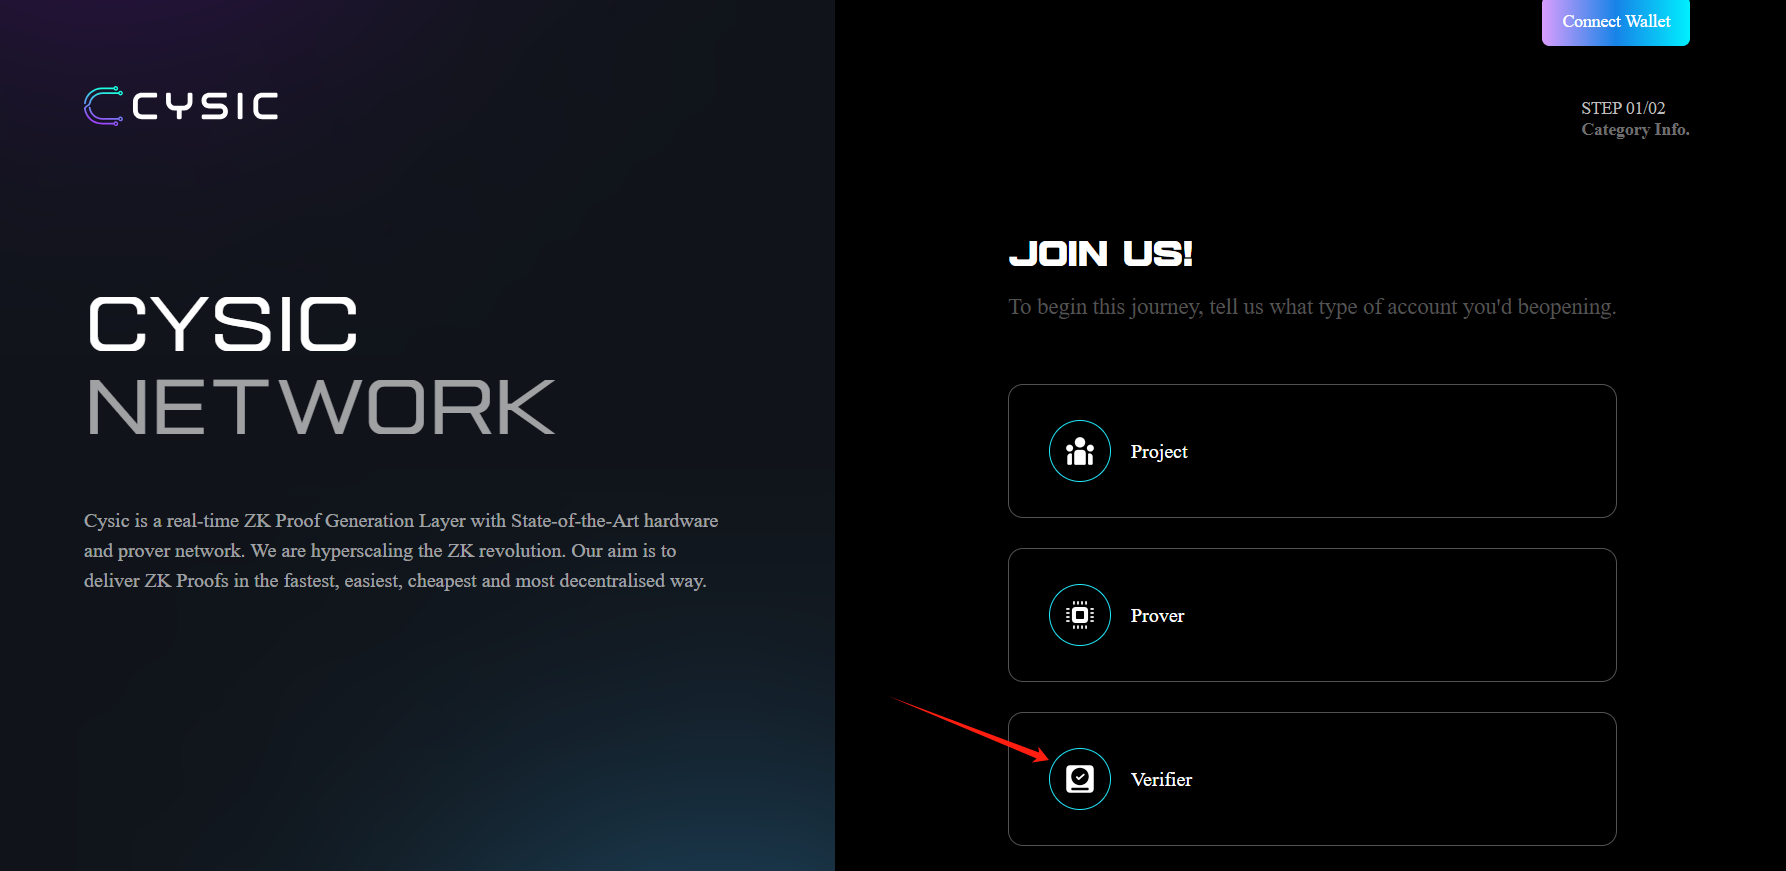 CYSIC
CYSIC
NETWORK
Cysic is a real-time ZK Proof Generation Layer with State-of-the-Art hardware
and prover network. We are hyperscaling the ZK revolution. Our aim is to
deliver ZK Proofs in the fastest, easiest, cheapest and most decentralised way.
Connect Wallet
STEP 01/02
Category Info.
JOIN US!
To begin this journey, tell us what type of account you'd beopening.
Project
Prover
Verifier